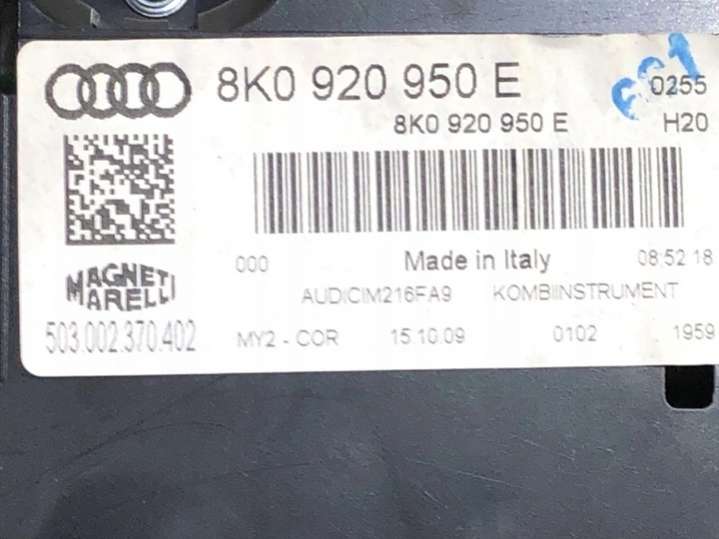 8K0 920 950 E 0255
8K0 920 950 E H20
000 Made in Italy 08:52 18
MAGNETI
MARELLI
AUDICIM216FA9 KOMBIINSTRUMENT
503.002.370.402 MY2 - COR 15.10.09 0102 1959